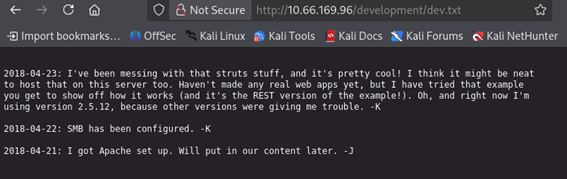 Not Secure http://10.66.169.96/development/dev.txt
Import bookmarks... OffSec Kali Linux Kali Tools Kali Docs Kali Forums Kali NetHunter
2018-04-23: I've been messing with that struts stuff, and it's pretty cool! I think it might be neat
to host that on this server too. Haven't made any real web apps yet, but I have tried that example
you get to show off how it works (and it's the REST version of the example!). Oh, and right now I'm
using version 2.5.12, because other versions were giving me trouble. -K
2018-04-22: SMB has been configured. -K
2018-04-21: I got Apache set up. Will put in our content later. -J